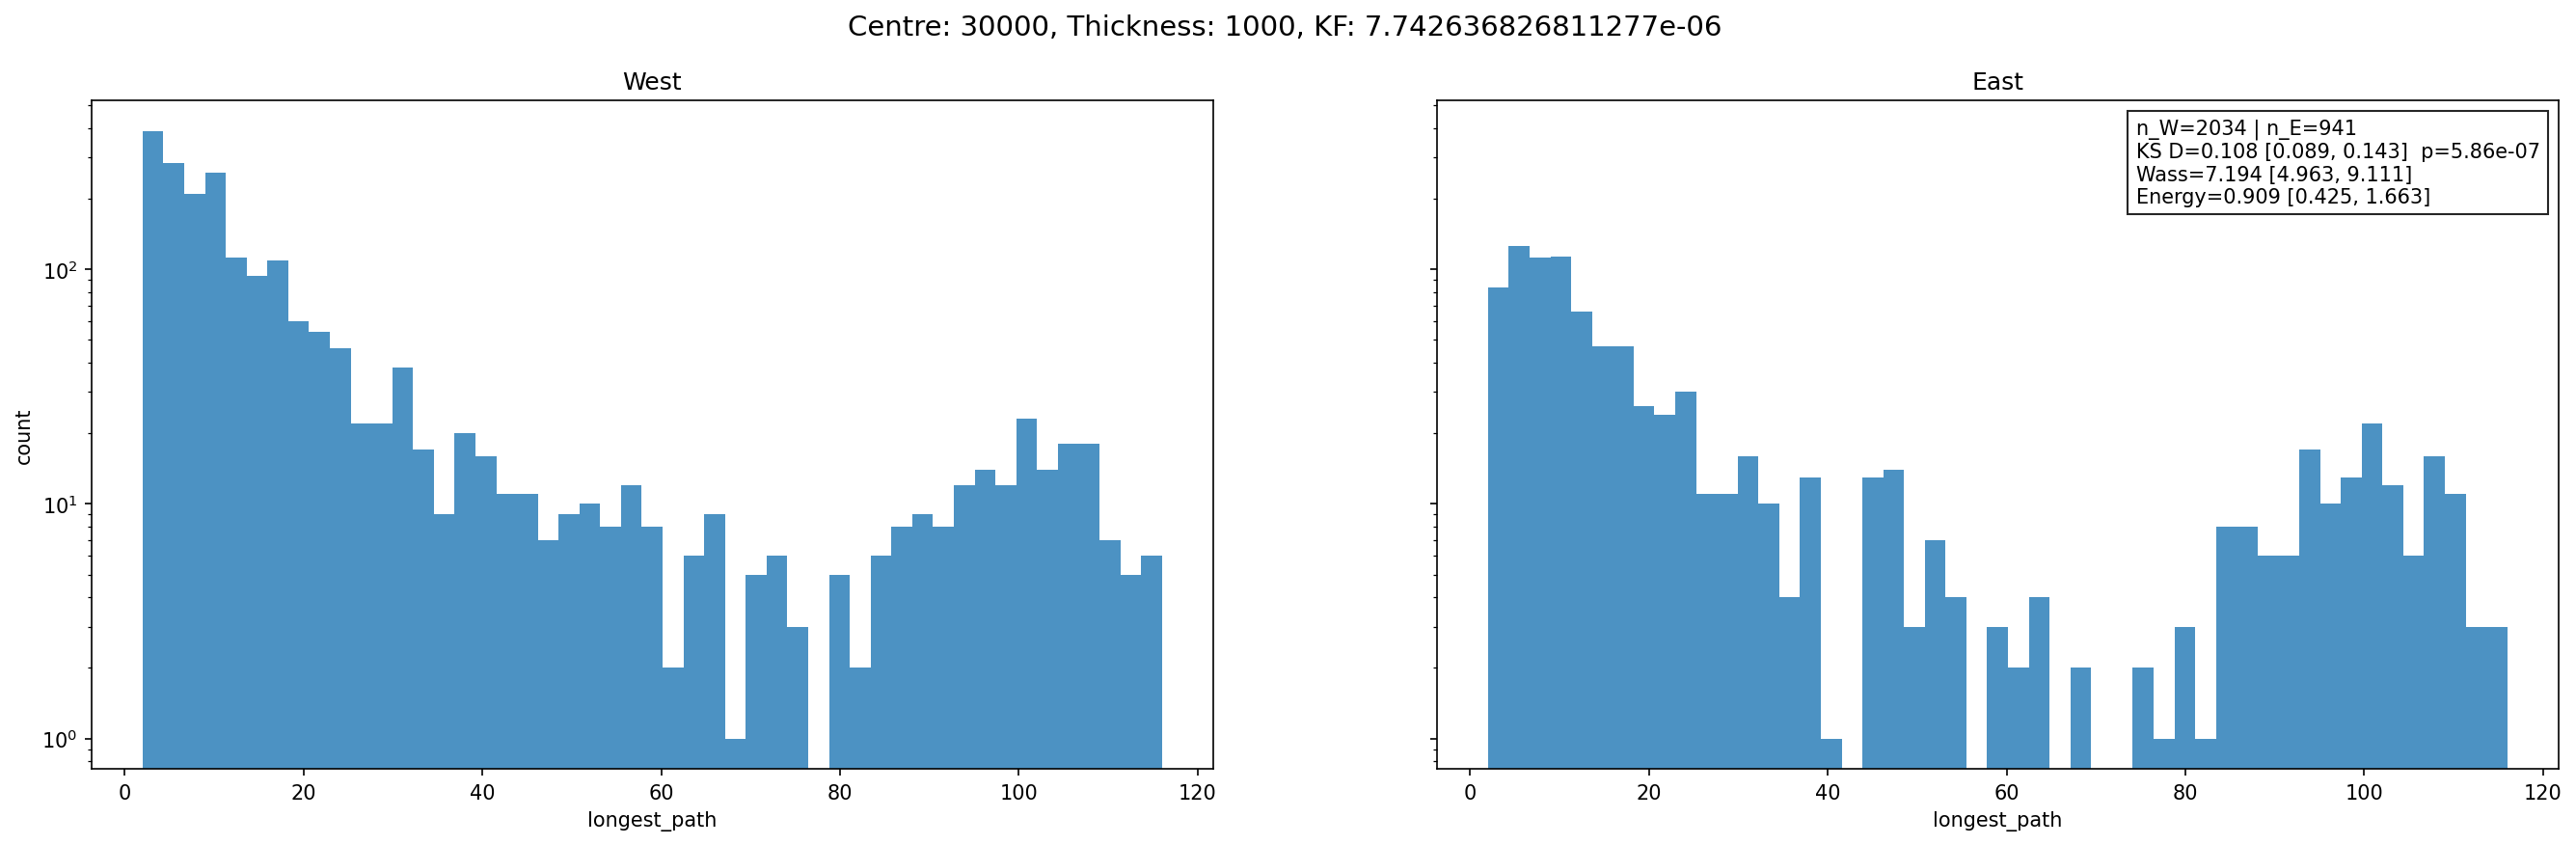 Centre: 30000, Thickness: 1000, KF: 7.742636826811277e-06
West
count
10²
10¹
10⁰
0 20 40 60 80 100 120
longest_path
East
n_W=2034 | n_E=941
KS D=0.108 [0.089, 0.143]  p=5.86e-07
Wass=7.194 [4.963, 9.111]
Energy=0.909 [0.425, 1.663]
0 20 40 60 80 100 120
longest_path